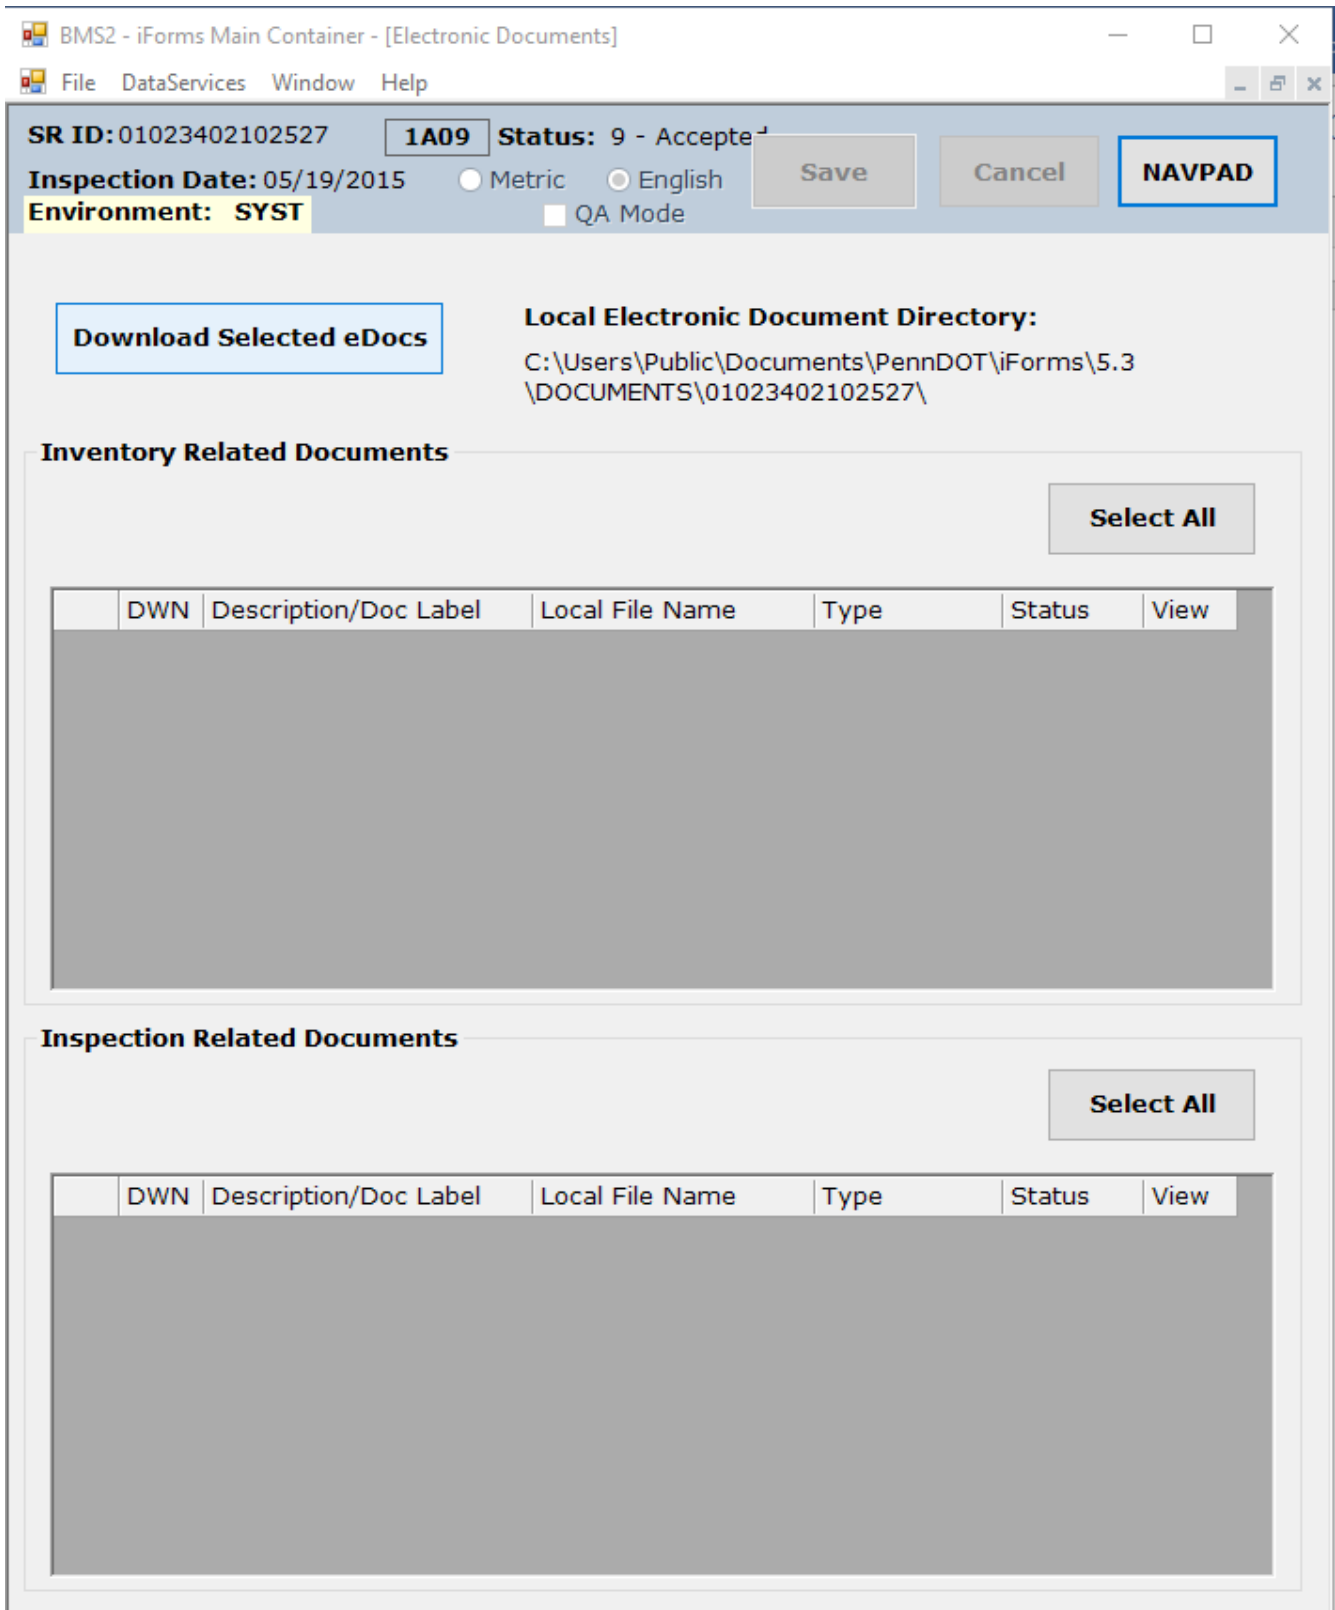 BMS2 - iForms Main Container - [Electronic Documents]
File DataServices Window Help
SR ID: 01023402102527 1A09 Status: 9 - Accepted
Inspection Date: 05/19/2015 Metric English Save Cancel NAVPAD
Environment: SYST QA Mode
Download Selected eDocs
Local Electronic Document Directory:
C:\Users\Public\Documents\PennDOT\iForms\5.3
\DOCUMENTS\01023402102527\
Inventory Related Documents
Select All
DWN Description/Doc Label Local File Name Type Status View
Inspection Related Documents
Select All
DWN Description/Doc Label Local File Name Type Status View